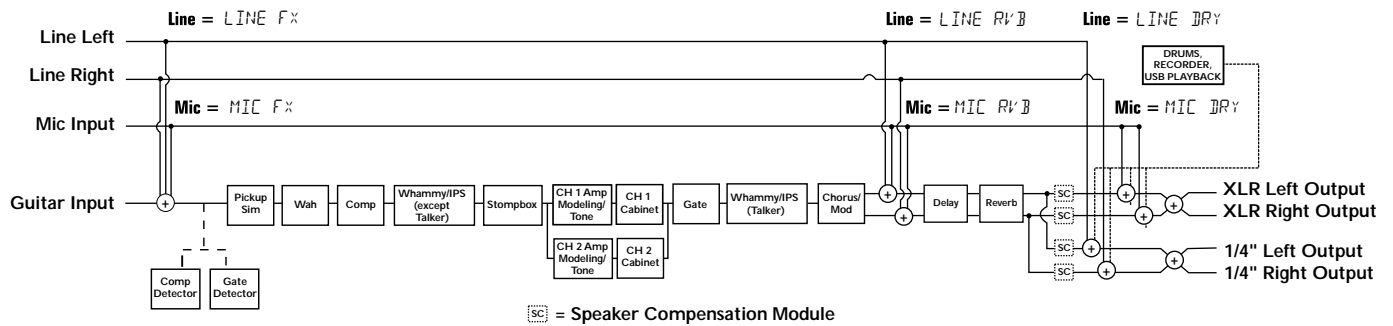 Line = LINE FX
Line = LINE RVB
Line = LINE DRY
Line Left
DRUMS,
RECORDER,
USB PLAYBACK
Line Right
Mic = MIC FX
Mic = MIC RVB
Mic = MIC DRY
Mic Input
Guitar Input
+
Pickup
Sim
Wah
Comp
Whammy/IPS
(except
Talker)
Stompbox
CH 1 Amp
Modeling/
Tone
CH 1
Cabinet
CH 2 Amp
Modeling/
Tone
CH 2
Cabinet
Gate
Whammy/IPS
(Talker)
Chorus/
Mod
+
+
Delay
Reverb
SC
SC
SC
SC
+
+
+
+
+
+
XLR Left Output
XLR Right Output
1/4" Left Output
1/4" Right Output
Comp
Detector
Gate
Detector
SC = Speaker Compensation Module